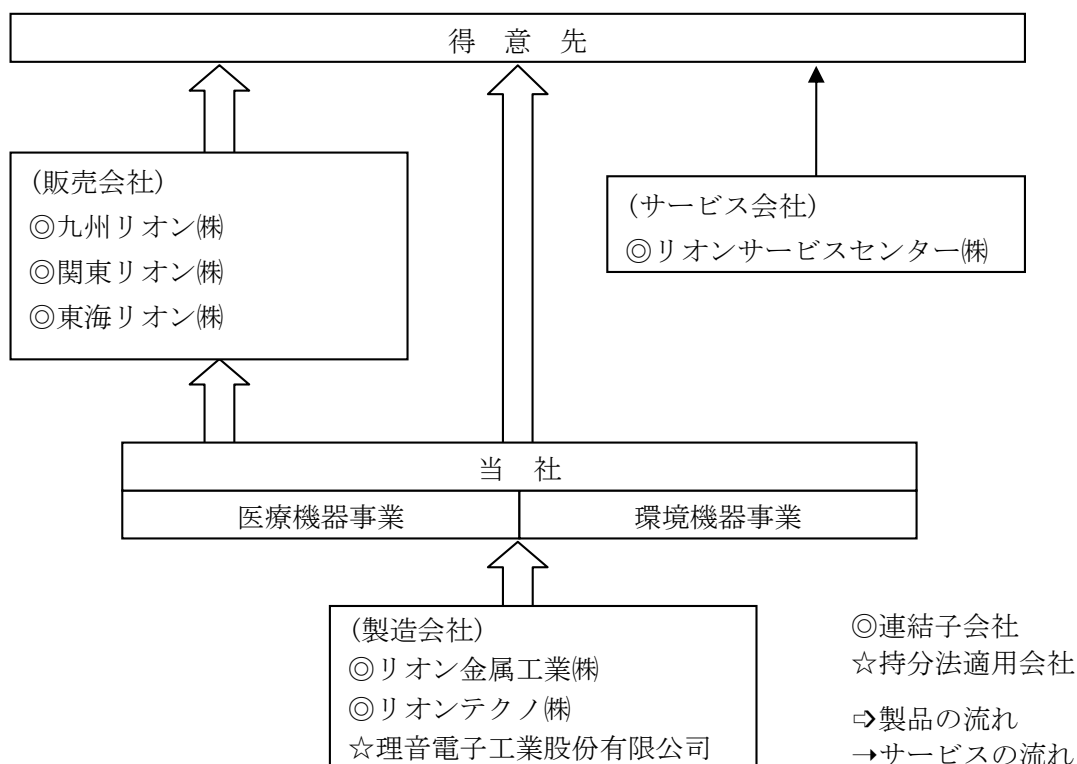 得 意 先
(販売会社)
◎九州リオン㈱
◎関東リオン㈱
◎東海リオン㈱
(サービス会社)
◎リオンサービスセンター㈱
当 社
医療機器事業
環境機器事業
(製造会社)
◎リオン金属工業㈱
◎リオンテクノ㈱
☆理音電子工業股份有限公司
◎連結子会社
☆持分法適用会社
⇨製品の流れ
→サービスの流れ